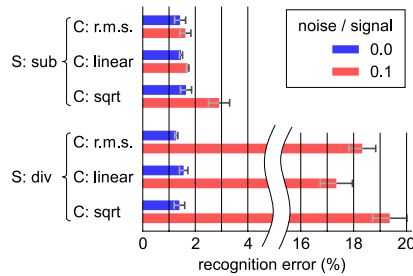 noise / signal
0.0
0.1
S: sub
C: r.m.s.
C: linear
C: sqrt
S: div
C: r.m.s.
C: linear
C: sqrt
0 2 4 16 18 20
recognition error (%)